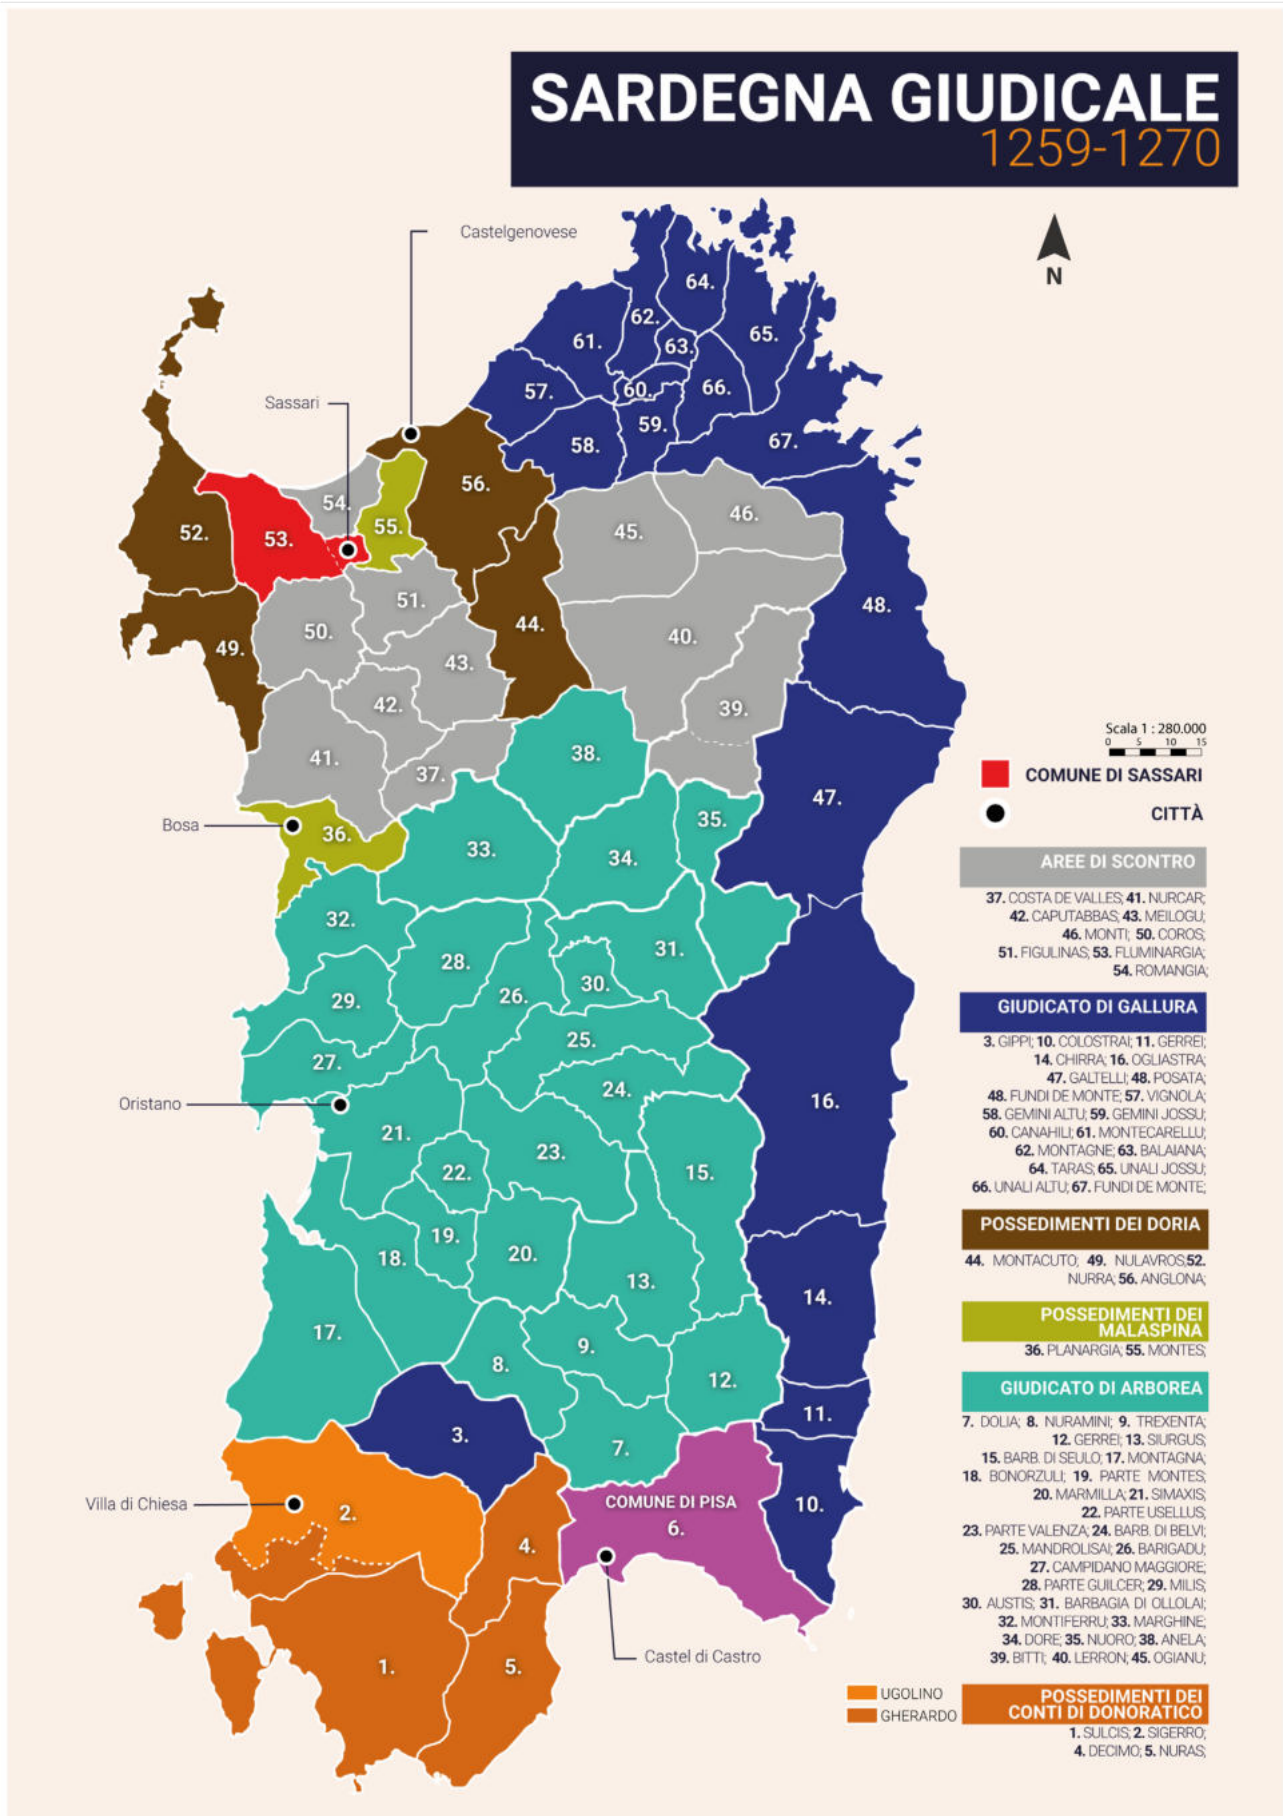 SARDEGNA GIUDICALE
1259-1270
N
Castelgenovese
Sassari
64.
62.
65.
61.
63.
57.
60.
66.
59.
58.
67.
56.
54.
55.
52.
53.
45.
46.
51.
48.
50.
44.
40.
49.
43.
42.
39.
41.
38.
37.
47.
Bosa
36.
35.
33.
34.
32.
31.
28.
30.
26.
29.
25.
27.
24.
Oristano
16.
21.
23.
22.
15.
19.
18.
20.
13.
14.
17.
9.
8.
12.
11.
3.
7.
COMUNE DI PISA
6.
10.
Villa di Chiesa
2.
4.
Castel di Castro
1.
5.
Scala 1 : 280.000
0 5 10 15
COMUNE DI SASSARI
CITTÀ
AREE DI SCONTRO
37. COSTA DE VALLES; 41. NURCAR;
42. CAPUTABBAS; 43. MEILOGU;
46. MONTI; 50. COROS;
51. FIGULINAS; 53. FLUMINARGIA;
54. ROMANGIA;
GIUDICATO DI GALLURA
3. GIPPI; 10. COLOSTRAI; 11. GERREI;
14. CHIRRA; 16. OGLIASTRA;
47. GALTELLI; 48. POSATA;
48. FUNDI DE MONTE; 57. VIGNOLA;
58. GEMINI ALTU; 59. GEMINI JOSSU;
60. CANAHILI; 61. MONTECARELLU;
62. MONTAGNE; 63. BALAIANA;
64. TARAS; 65. UNALI JOSSU;
66. UNALI ALTU; 67. FUNDI DE MONTE;
POSSEDIMENTI DEI DORIA
44. MONTACUTO; 49. NULAVROS;52.
NURRA; 56. ANGLONA;
POSSEDIMENTI DEI
MALASPINA
36. PLANARGIA; 55. MONTES;
GIUDICATO DI ARBOREA
7. DOLIA; 8. NURAMINI; 9. TREXENTA;
12. GERREI; 13. SIURGUS;
15. BARB. DI SEULO; 17. MONTAGNA;
18. BONORZULI; 19. PARTE MONTES;
20. MARMILLA; 21. SIMAXIS;
22. PARTE USELLUS;
23. PARTE VALENZA; 24. BARB. DI BELVI;
25. MANDROLISAI; 26. BARIGADU;
27. CAMPIDANO MAGGIORE;
28. PARTE GUILCER; 29. MILIS;
30. AUSTIS; 31. BARBAGIA DI OLLOLAI;
32. MONTIFERRU; 33. MARGHINE;
34. DORE; 35. NUORO; 38. ANELA;
39. BITTI; 40. LERRON; 45. OGIANU;
UGOLINO
GHERARDO
POSSEDIMENTI DEI
CONTI DI DONORATICO
1. SULCIS; 2. SIGERRO;
4. DECIMO; 5. NURAS;